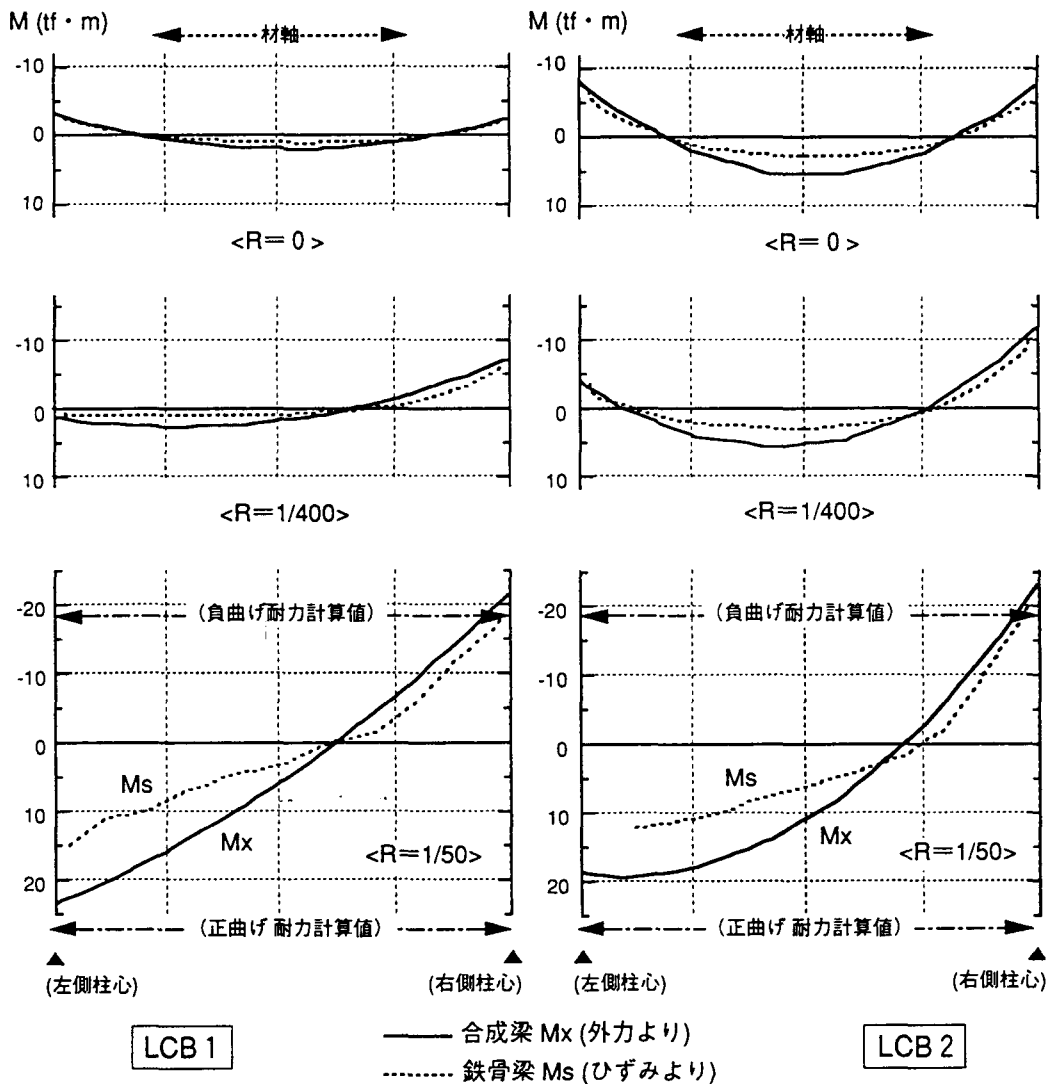 M (tf・m)
材軸
M (tf・m)
材軸
-10
0
10
<R＝0>
-10
0
10
<R＝0>
-10
0
10
<R＝1/400>
-10
0
10
<R＝1/400>
-20
(負曲げ耐力計算値)
-10
0
Ms
10
Mx
<R＝1/50>
20
(正曲げ耐力計算値)
(左側柱心)
(右側柱心)
-20
(負曲げ耐力計算値)
-10
0
Ms
10
Mx
<R＝1/50>
20
(正曲げ耐力計算値)
(左側柱心)
(右側柱心)
LCB 1
合成梁 Mx (外力より)
鉄骨梁 Ms (ひずみより)
LCB 2